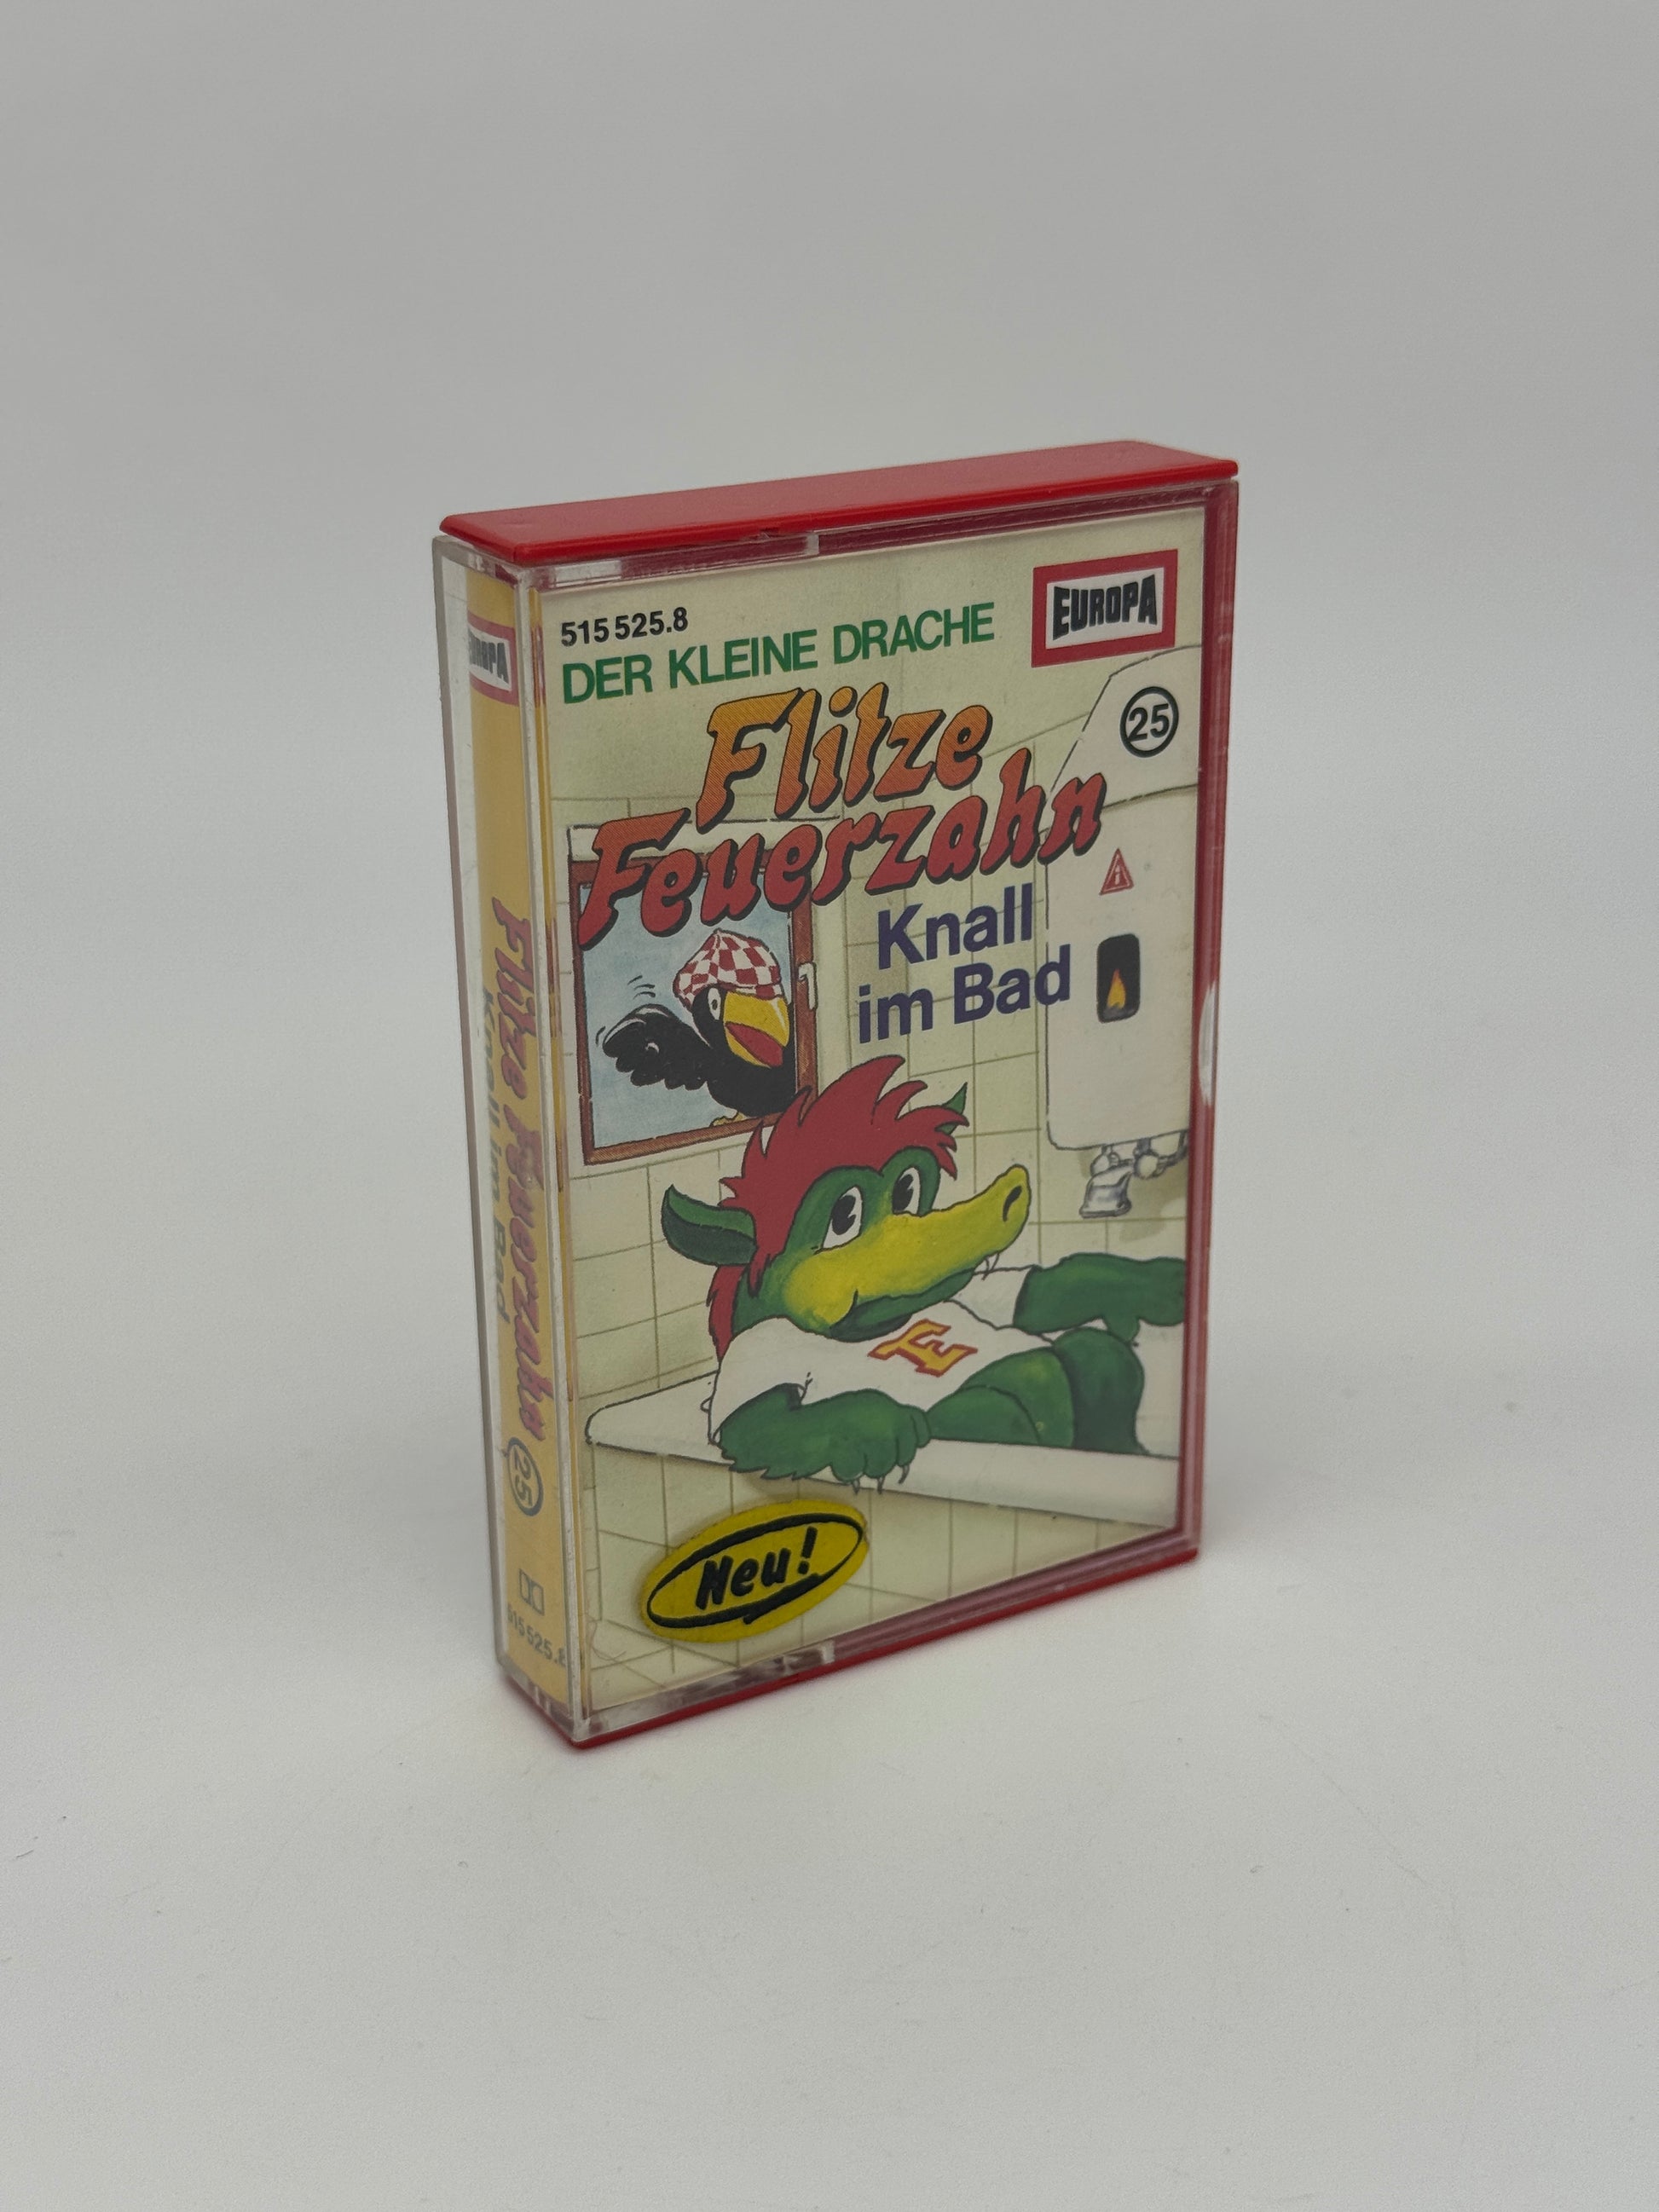 515 525.8
DER KLEINE DRACHE
EUROPA
25
Flitze
Feuerzahn
Knall
im Bad
E
Neu!
EUROPA
Flitze Feuerzahn 25
Knall im Bad
515 525.8